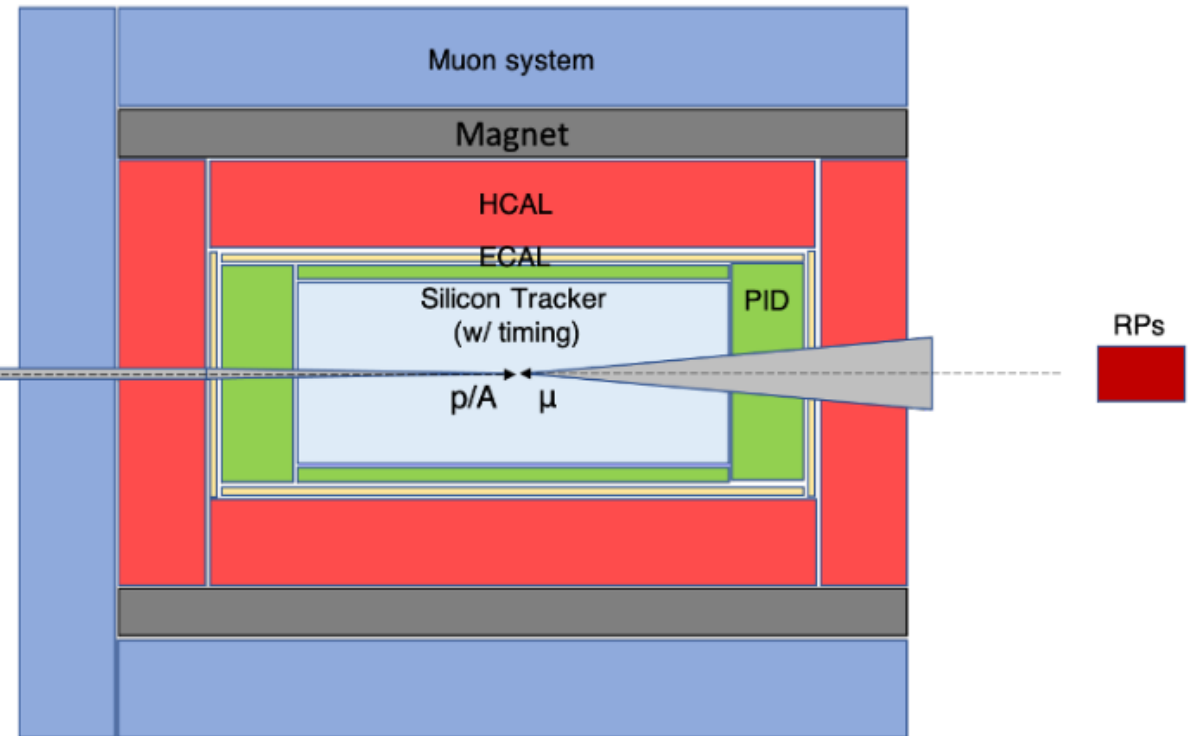 Muon system
Magnet
HCAL
ECAL
Silicon Tracker
(w/ timing)
PID
RPs
p/A
μ